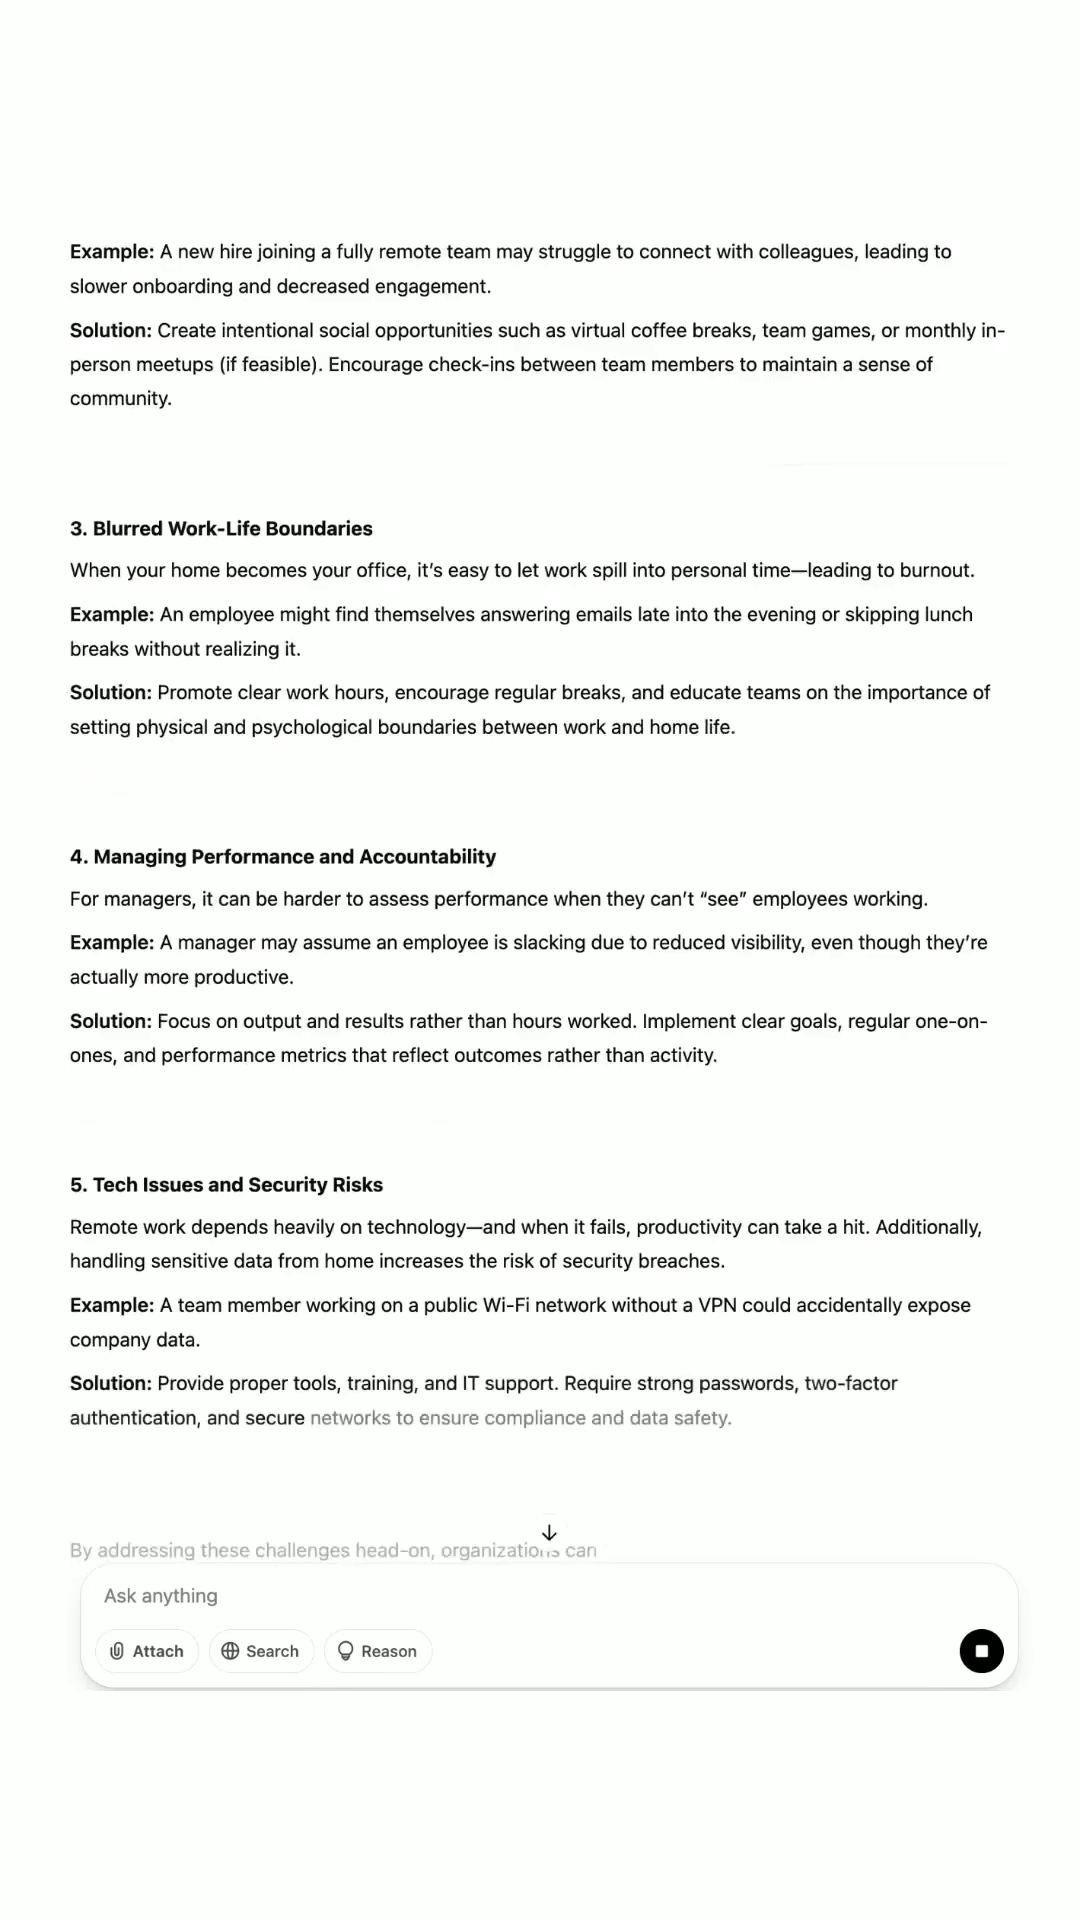 Example: A new hire joining a fully remote team may struggle to connect with colleagues, leading to
slower onboarding and decreased engagement.
Solution: Create intentional social opportunities such as virtual coffee breaks, team games, or monthly in-
person meetups (if feasible). Encourage check-ins between team members to maintain a sense of
community.
3. Blurred Work-Life Boundaries
When your home becomes your office, it’s easy to let work spill into personal time—leading to burnout.
Example: An employee might find themselves answering emails late into the evening or skipping lunch
breaks without realizing it.
Solution: Promote clear work hours, encourage regular breaks, and educate teams on the importance of
setting physical and psychological boundaries between work and home life.
4. Managing Performance and Accountability
For managers, it can be harder to assess performance when they can’t “see” employees working.
Example: A manager may assume an employee is slacking due to reduced visibility, even though they’re
actually more productive.
Solution: Focus on output and results rather than hours worked. Implement clear goals, regular one-on-
ones, and performance metrics that reflect outcomes rather than activity.
5. Tech Issues and Security Risks
Remote work depends heavily on technology—and when it fails, productivity can take a hit. Additionally,
handling sensitive data from home increases the risk of security breaches.
Example: A team member working on a public Wi-Fi network without a VPN could accidentally expose
company data.
Solution: Provide proper tools, training, and IT support. Require strong passwords, two-factor
authentication, and secure networks to ensure compliance and data safety.
By addressing these challenges head-on, organizations can
Ask anything
Attach Search Reason